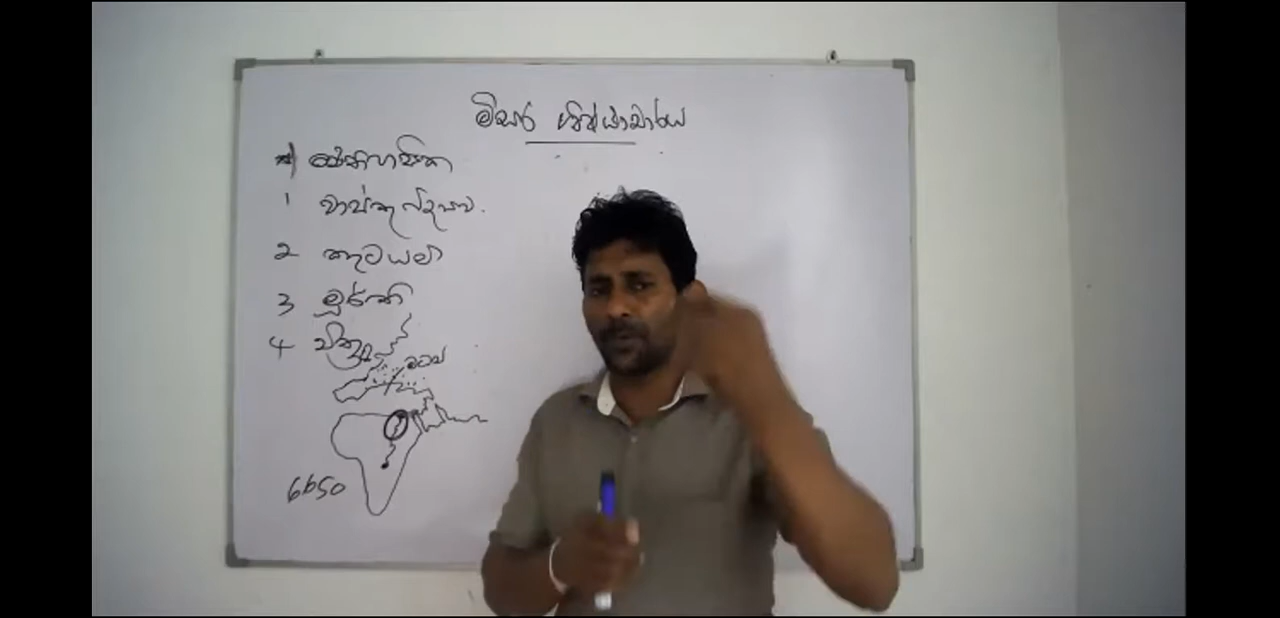 මිසර ශිෂ්ටාචාරය
1 වාස්තු විද්‍යාව.
2 කැටයම්
3 මූර්ති
4 චිත්‍ර
6650